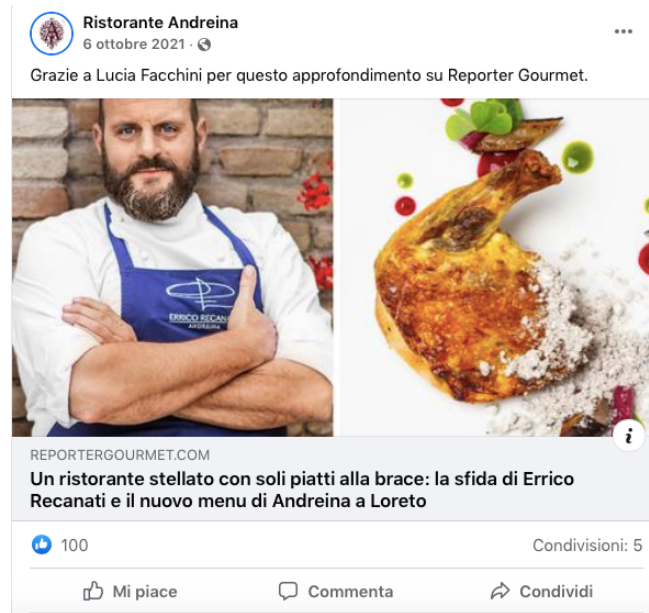 Ristorante Andreina
6 ottobre 2021 ·
Grazie a Lucia Facchini per questo approfondimento su Reporter Gourmet.
ERRICO RECANA
ANDREINA
REPORTERGOURMET.COM
Un ristorante stellato con soli piatti alla brace: la sfida di Errico
Recanati e il nuovo menu di Andreina a Loreto
100
Condivisioni: 5
Mi piace
Commenta
Condividi